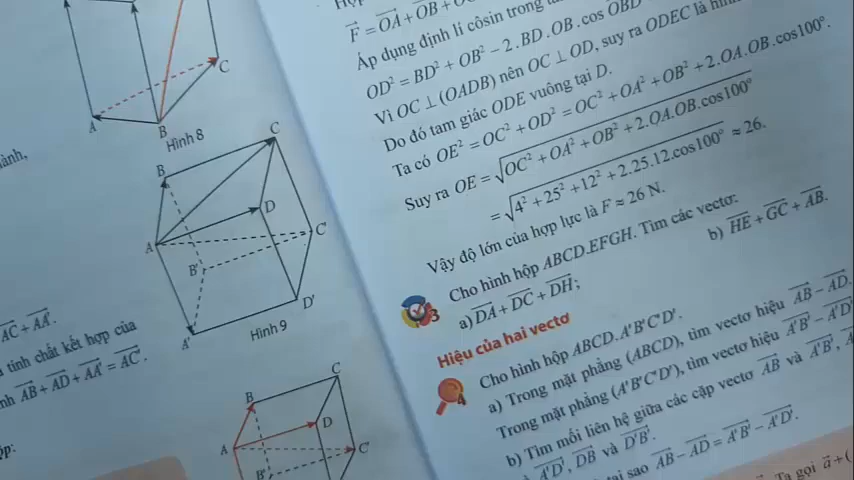 C
A
B
Hình 8
ành,
B
C
A
D
B'
C'
D'
A'
Hình 9
AC + AA'.
tính chất kết hợp của
nh AB + AD + AA' = AC'.
B
C
A
D
C'
B'
F = OA + OB +
Áp dụng định lí côsin trong
OD² = BD² + OB² − 2.BD.OB.cos OBD
Vì OC ⊥ (OADB) nên OC ⊥ OD, suy ra ODEC là hìn
Do đó tam giác ODE vuông tại D.
Ta có OE² = OC² + OD² = OC² + OA² + OB² + 2.OA.OB.cos100°.
Suy ra OE = √OC² + OA² + OB² + 2.OA.OB.cos100°
= √4² + 25² + 12² + 2.25.12.cos100° ≈ 26.
Vậy độ lớn của hợp lực là F ≈ 26 N.
3 Cho hình hộp ABCD.EFGH. Tìm các vectơ:
a) DA + DC + DH; b) HE + GC + AB.
Hiệu của hai vectơ
4 Cho hình hộp ABCD.A'B'C'D'.
a) Trong mặt phẳng (ABCD), tìm vectơ hiệu AB − AD.
Trong mặt phẳng (A'B'C'D'), tìm vectơ hiệu A'B' − A'D'
b) Tìm mối liên hệ giữa các cặp vectơ AB và A'B',
A'D', DB và D'B'.
tại sao AB − AD = A'B' − A'D'.
Ta gọi a + (